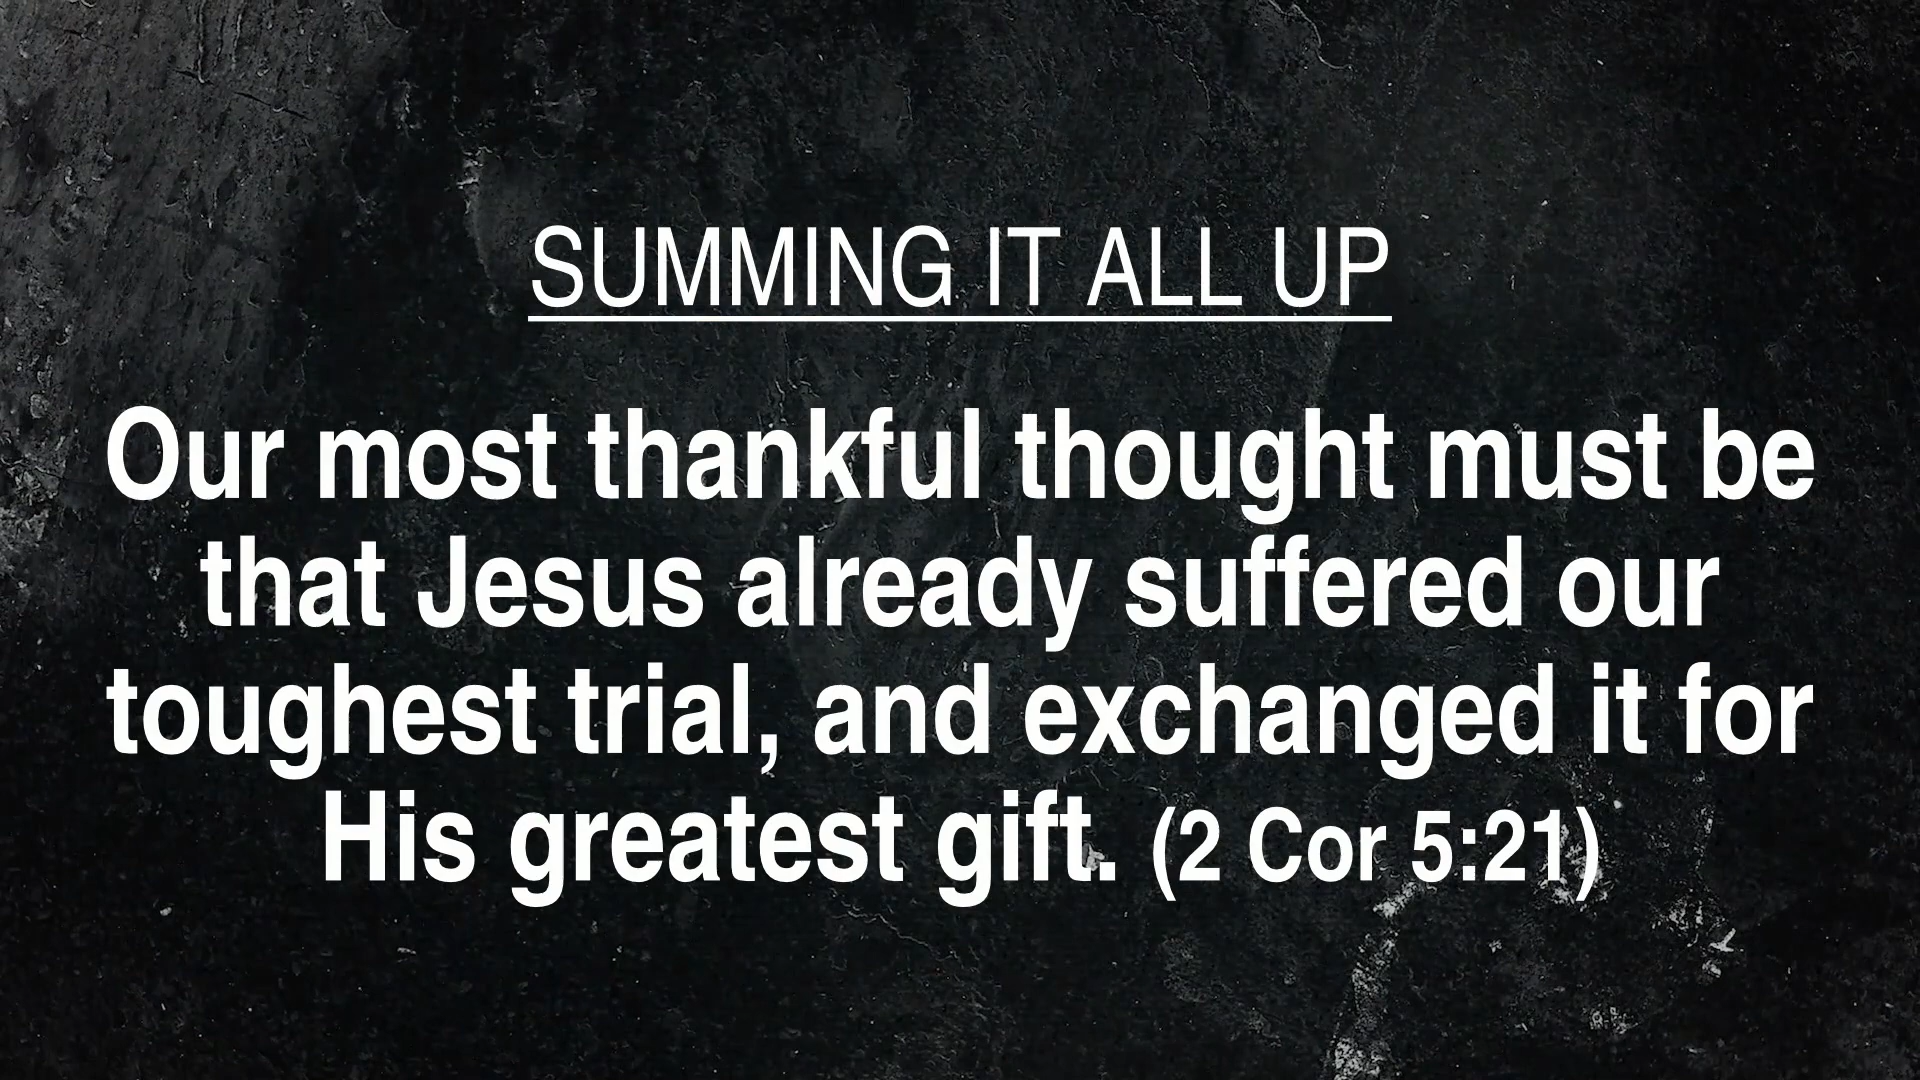 SUMMING IT ALL UP
Our most thankful thought must be
that Jesus already suffered our
toughest trial, and exchanged it for
His greatest gift. (2 Cor 5:21)